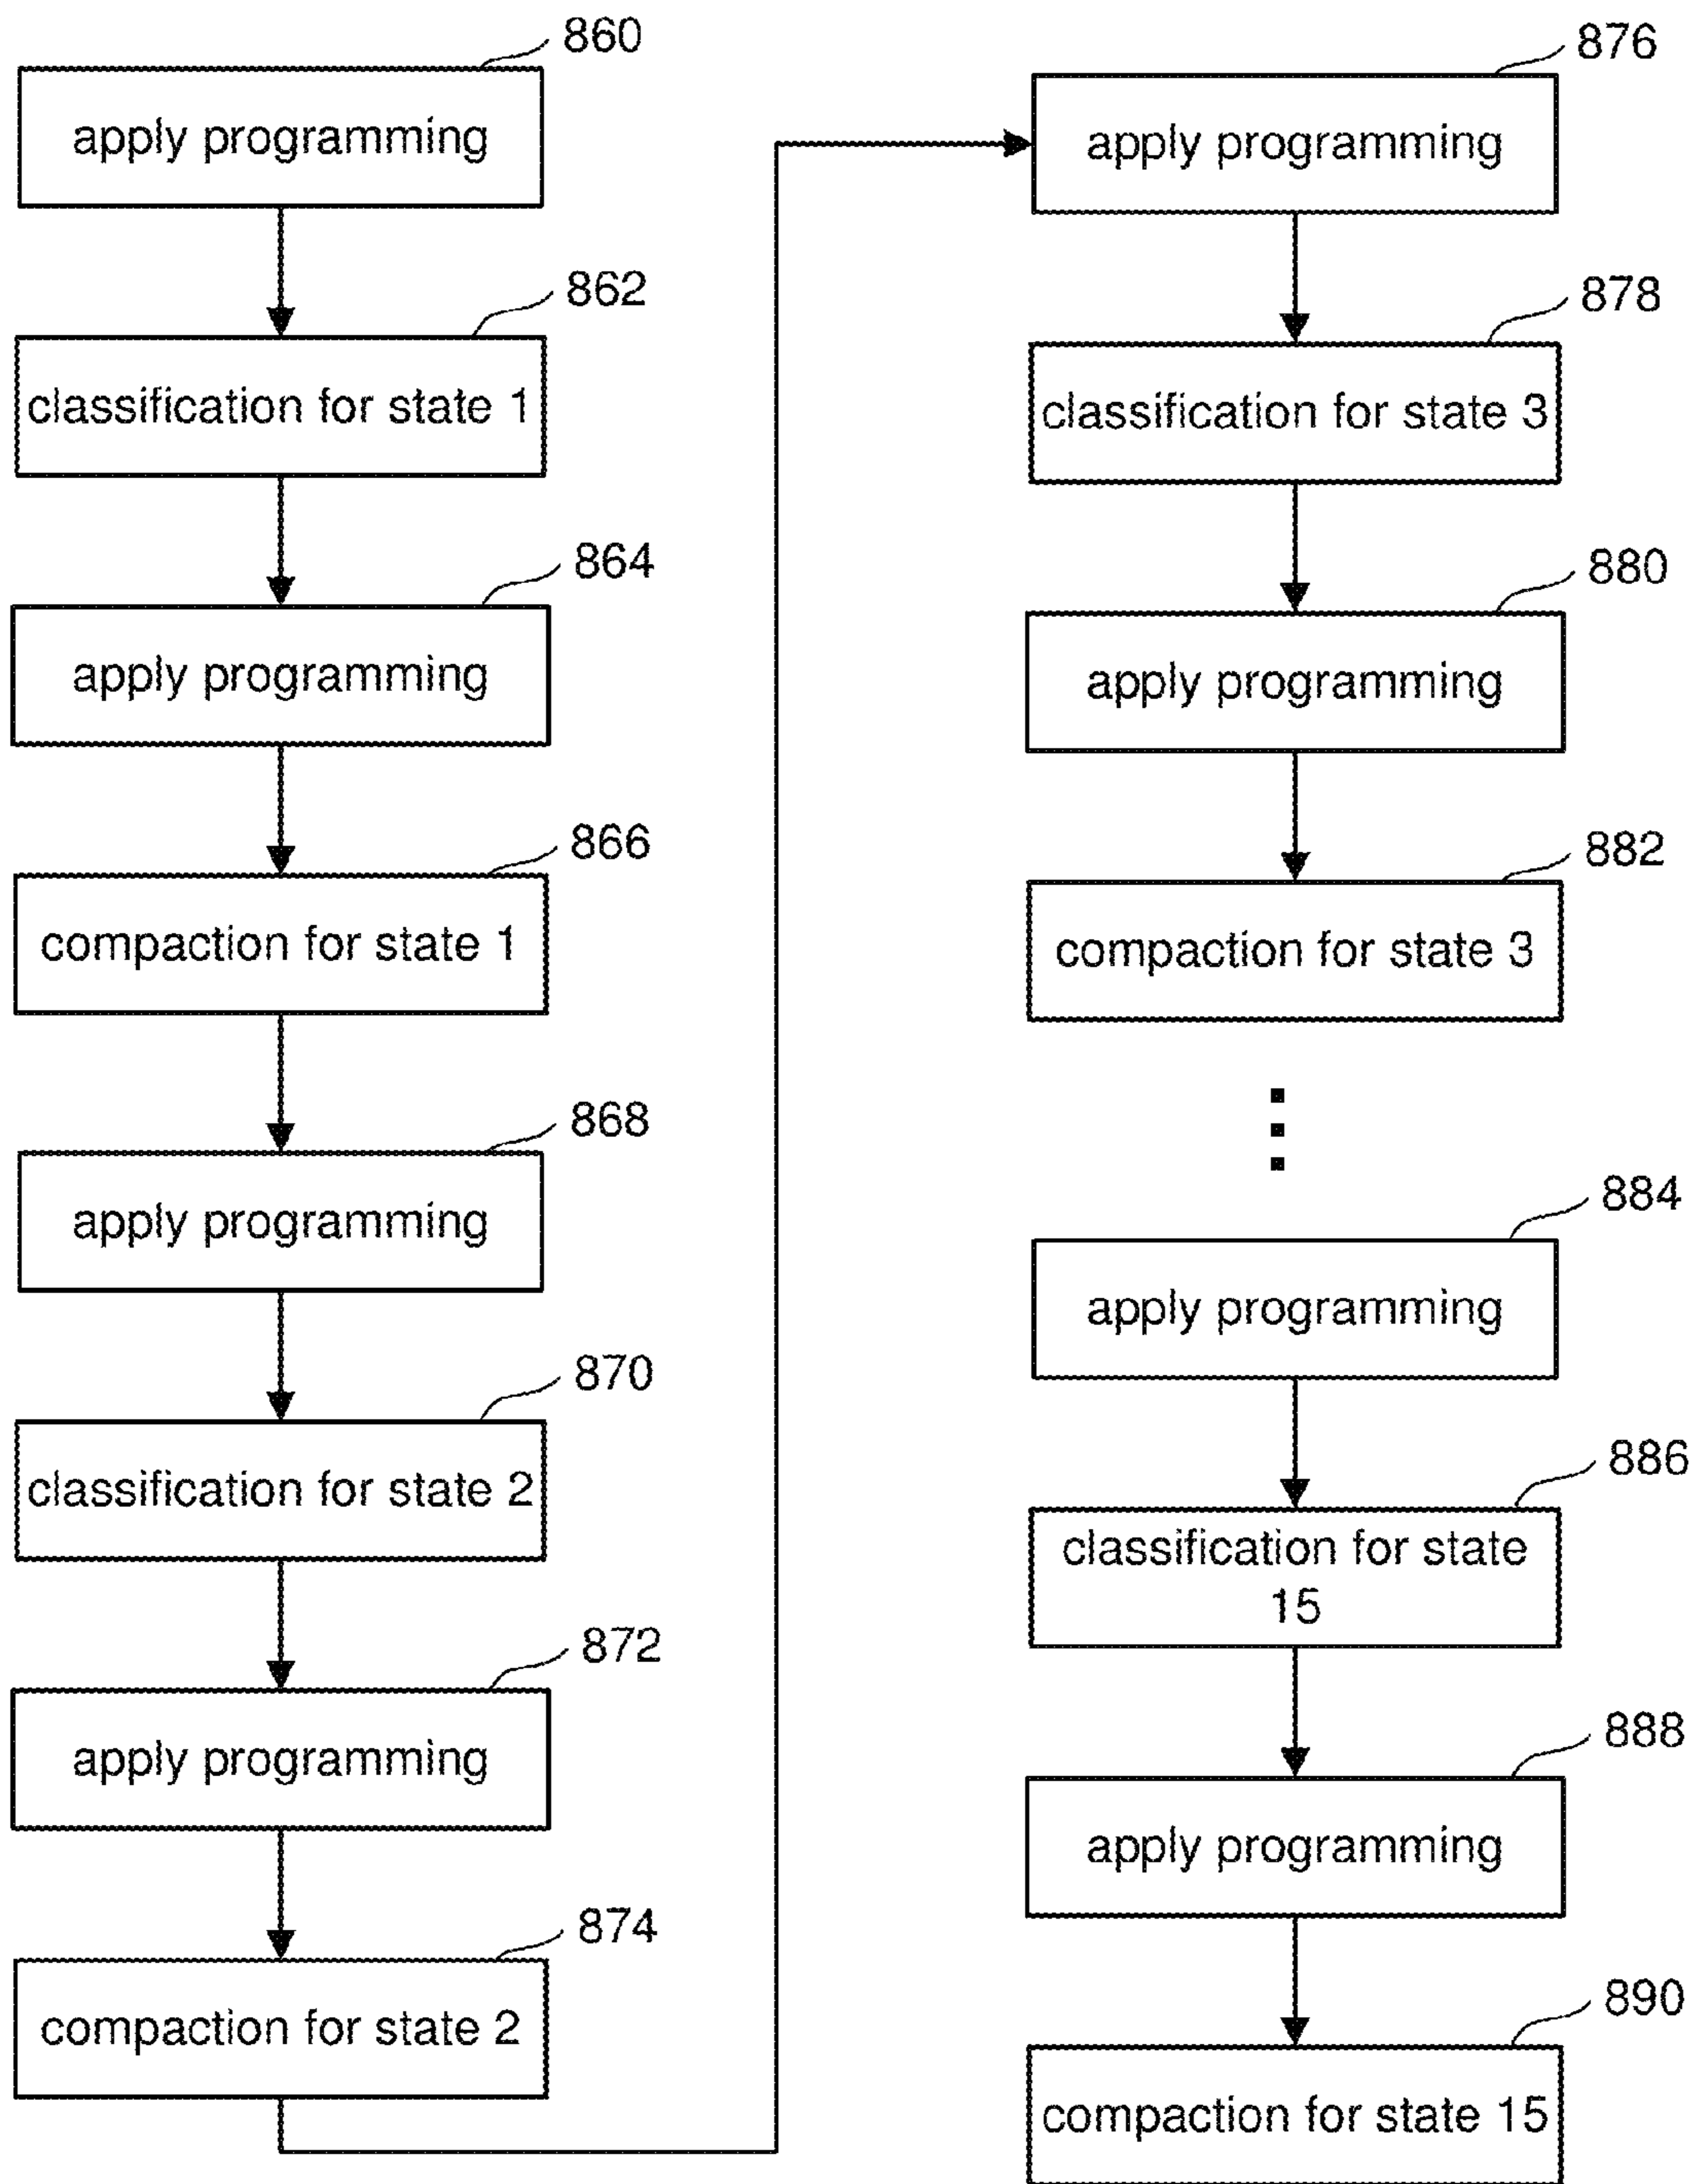 860
apply programming
862
classification for state 1
864
apply programming
866
compaction for state 1
868
apply programming
870
classification for state 2
872
apply programming
874
compaction for state 2
876
apply programming
878
classification for state 3
880
apply programming
882
compaction for state 3
884
apply programming
886
classification for state
15
888
apply programming
890
compaction for state 15